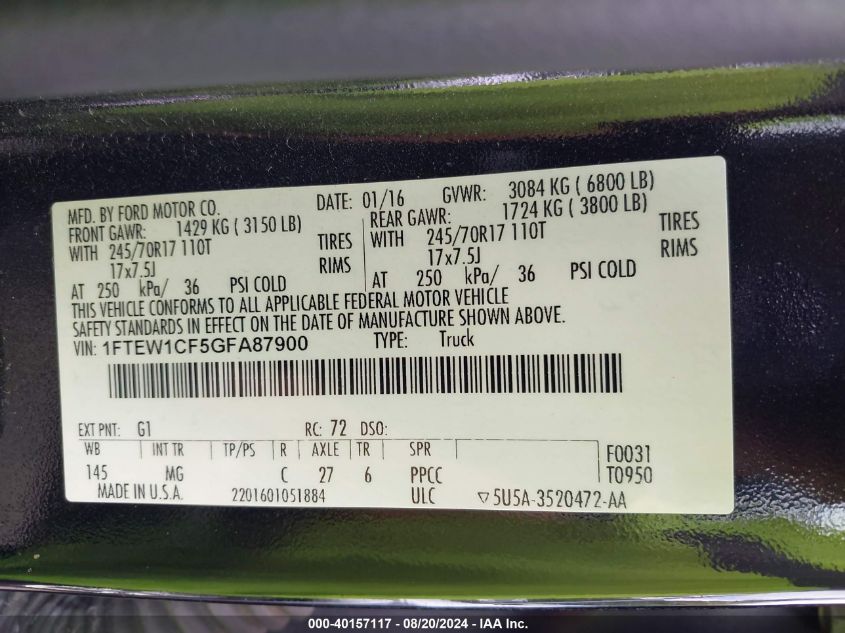 MFD. BY FORD MOTOR CO. DATE: 01/16 GVWR: 3084 KG ( 6800 LB)
FRONT GAWR: 1429 KG ( 3150 LB) REAR GAWR: 1724 KG ( 3800 LB)
WITH 245/70R17 110T TIRES WITH 245/70R17 110T TIRES
17x7.5J RIMS 17x7.5J RIMS
AT 250 kPa/ 36 PSI COLD AT 250 kPa/ 36 PSI COLD
THIS VEHICLE CONFORMS TO ALL APPLICABLE FEDERAL MOTOR VEHICLE
SAFETY STANDARDS IN EFFECT ON THE DATE OF MANUFACTURE SHOWN ABOVE.
VIN: 1FTEW1CF5GFA87900 TYPE: Truck
EXT PNT: G1 RC: 72 DSO:
WB INT TR TP/PS R AXLE TR SPR F0031
145 MG C 27 6 PPCC T0950
MADE IN U.S.A. 2201601051884 ULC ▽5U5A-3520472-AA
000-40157117 - 08/20/2024 - IAAI, Inc.